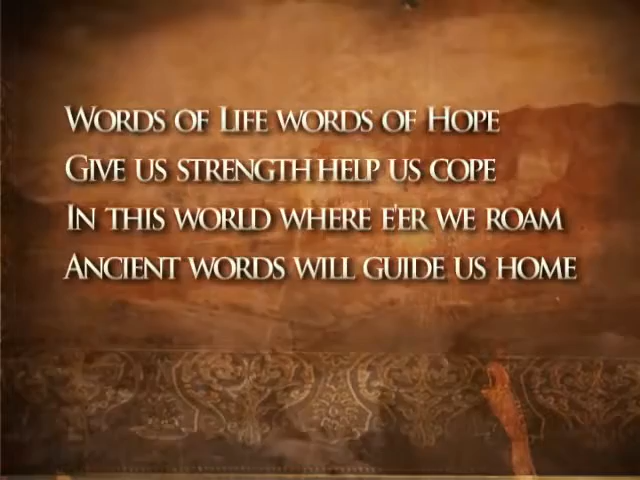 Words of Life words of Hope
Give us strength help us cope
In this world where e'er we roam
Ancient words will guide us home